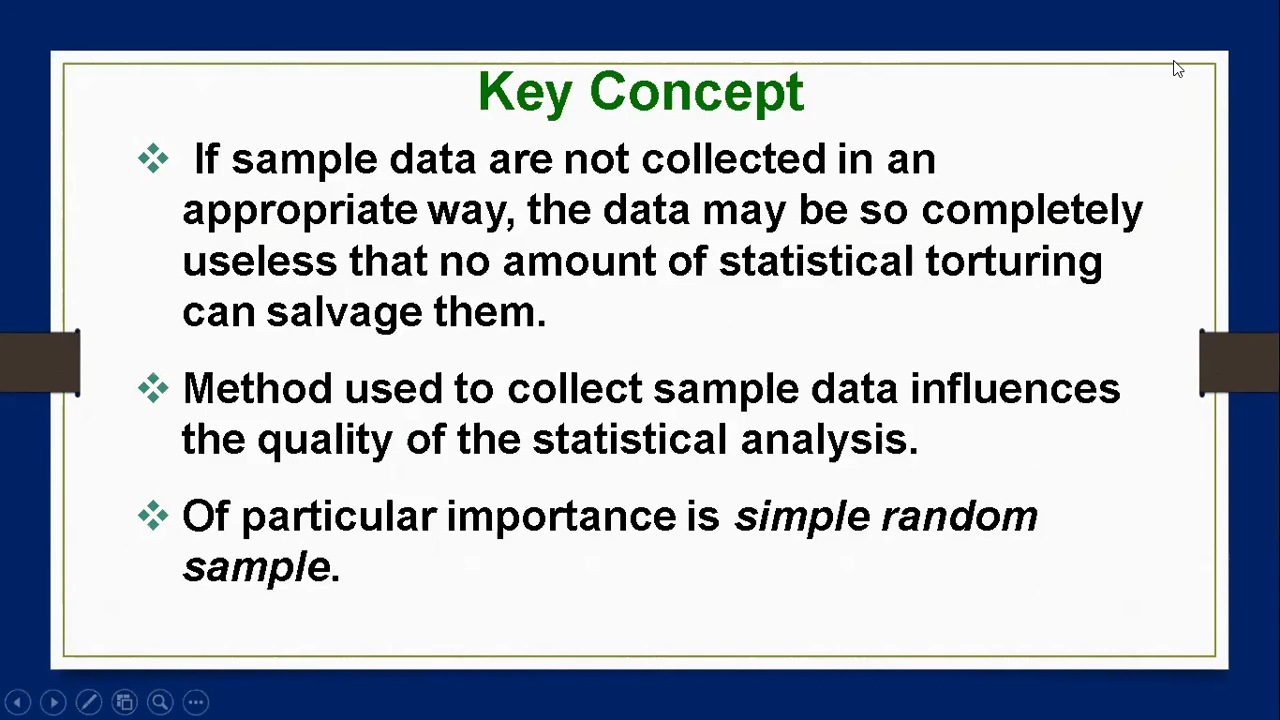 Key Concept
If sample data are not collected in an
appropriate way, the data may be so completely
useless that no amount of statistical torturing
can salvage them.
Method used to collect sample data influences
the quality of the statistical analysis.
Of particular importance is simple random
sample.